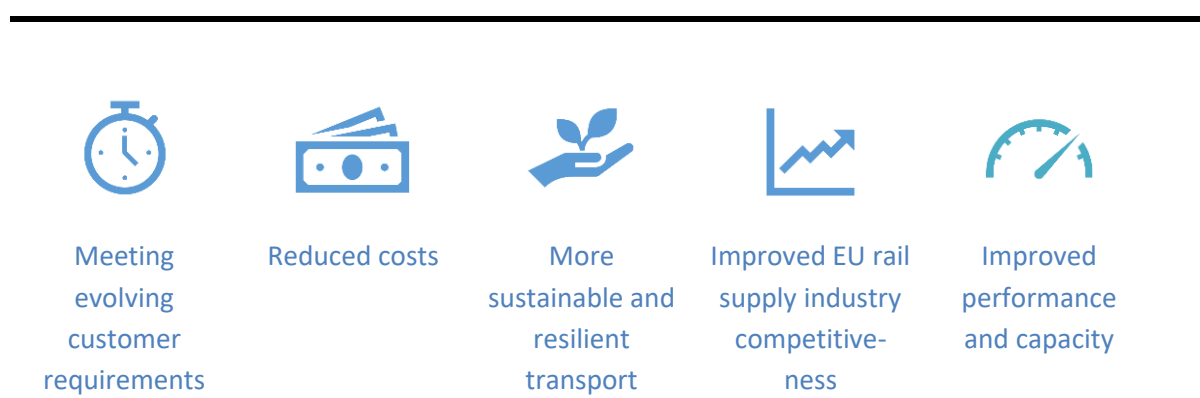 Meeting
evolving
customer
requirements
Reduced costs
More
sustainable and
resilient
transport
Improved EU rail
supply industry
competitive-
ness
Improved
performance
and capacity